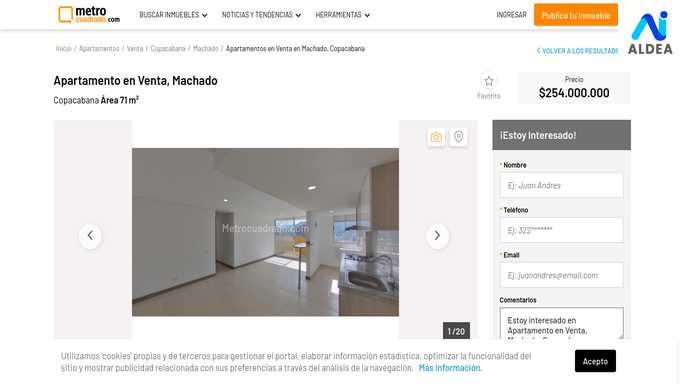 metro
cuadrado.com
BUSCAR INMUEBLES
NOTICIAS Y TENDENCIAS
HERRAMIENTAS
INGRESAR
Publica tu Inmueble
ALDEA
Inicio / Apartamentos / Venta / Copacabana / Machado / Apartamentos en Venta en Machado, Copacabana
VOLVER A LOS RESULTADO
Apartamento en Venta, Machado
Copacabana Área 71 m²
Favorito
Precio
$254.000.000
Metrocuadrado.com
1 / 20
¡Estoy Interesado!
* Nombre
Ej: Juan Andres
* Teléfono
Ej: 322*******
* Email
Ej: juanandres@email.com
Comentarios
Estoy interesado en
Apartamento en Venta,
Utilizamos 'cookies' propias y de terceros para gestionar el portal, elaborar información estadística, optimizar la funcionalidad del
sitio y mostrar publicidad relacionada con sus preferencias a través del análisis de la navegación. Más información.
Acepto